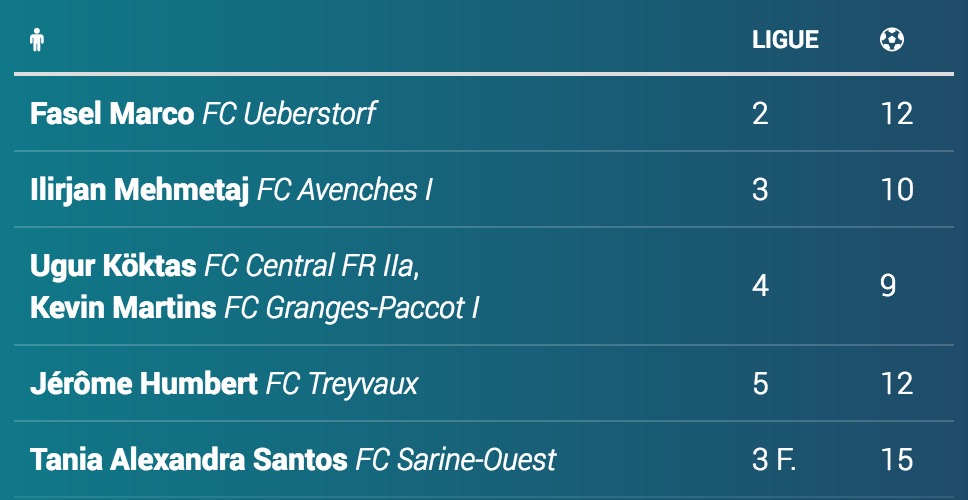 LIGUE
Fasel Marco FC Ueberstorf 2 12
Ilirjan Mehmetaj FC Avenches I 3 10
Ugur Köktas FC Central FR IIa,
Kevin Martins FC Granges-Paccot I 4 9
Jérôme Humbert FC Treyvaux 5 12
Tania Alexandra Santos FC Sarine-Ouest 3 F. 15